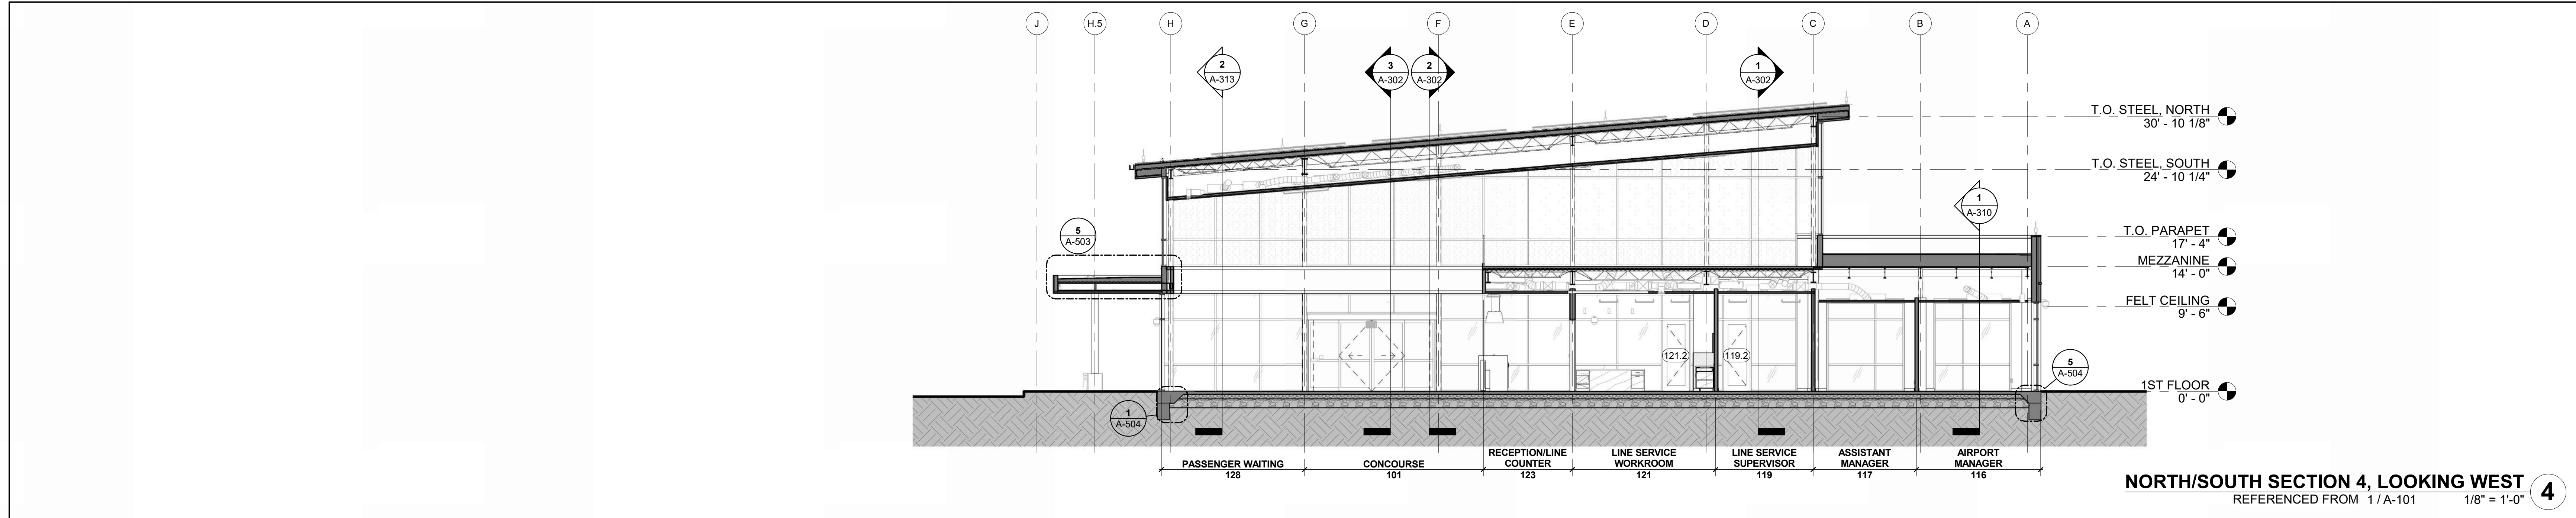 J
H.5
H
G
F
E
D
C
B
A
2
A-313
3
A-302
2
A-302
1
A-302
T.O. STEEL, NORTH
30' - 10 1/8"
T.O. STEEL, SOUTH
24' - 10 1/4"
1
A-310
5
A-503
T.O. PARAPET
17' - 4"
MEZZANINE
14' - 0"
FELT CEILING
9' - 6"
121.2
119.2
5
A-504
1ST FLOOR
0' - 0"
1
A-504
PASSENGER WAITING
128
CONCOURSE
101
RECEPTION/LINE
COUNTER
123
LINE SERVICE
WORKROOM
121
LINE SERVICE
SUPERVISOR
119
ASSISTANT
MANAGER
117
AIRPORT
MANAGER
116
NORTH/SOUTH SECTION 4, LOOKING WEST
REFERENCED FROM 1 / A-101 1/8" = 1'-0"
4